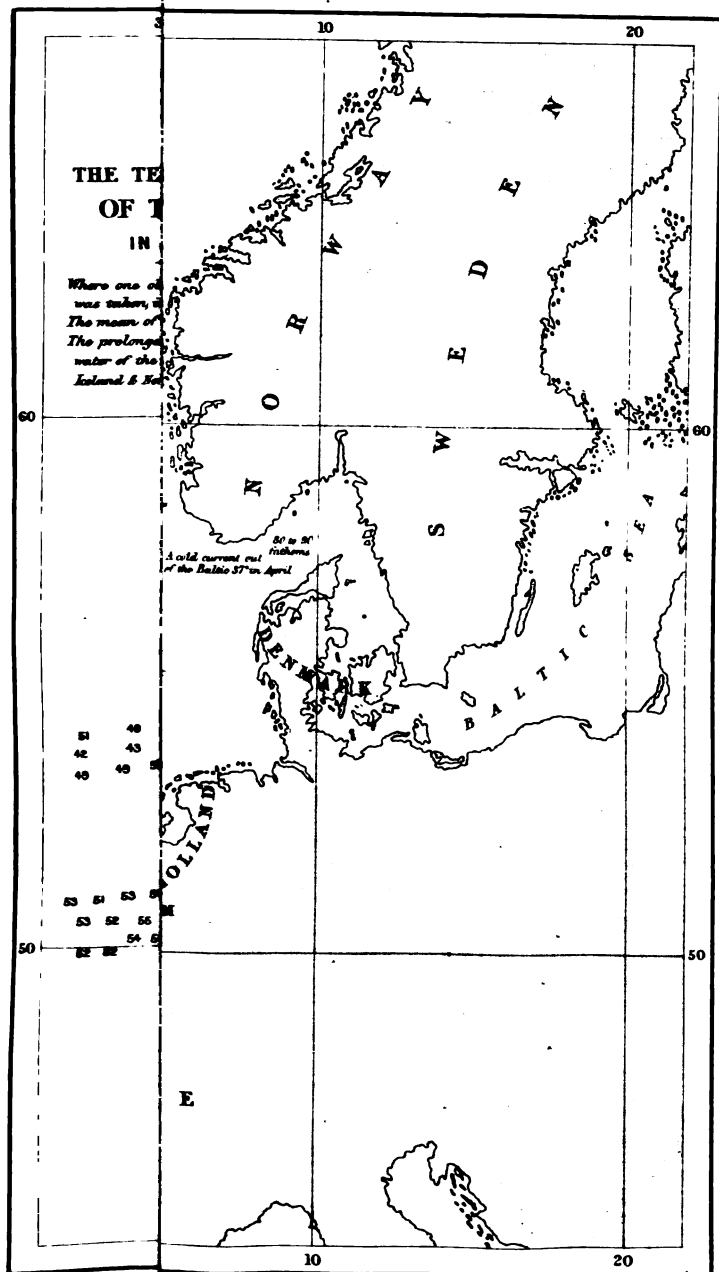 10
20
THE TE
OF T
IN
Where one ob
was taken, i
The mean of
The prolonge
water of the
Iceland & No
NORWAY
SWEDEN
60
60
80 to 90
fathoms
A cold current out
of the Baltic 37° in April
DENMARK
BALTIC SEA
G
51
48
42
43
49
49
HOLLAND
53 51 53
53 52 56
M
54
52 52
50
50
E
10
20